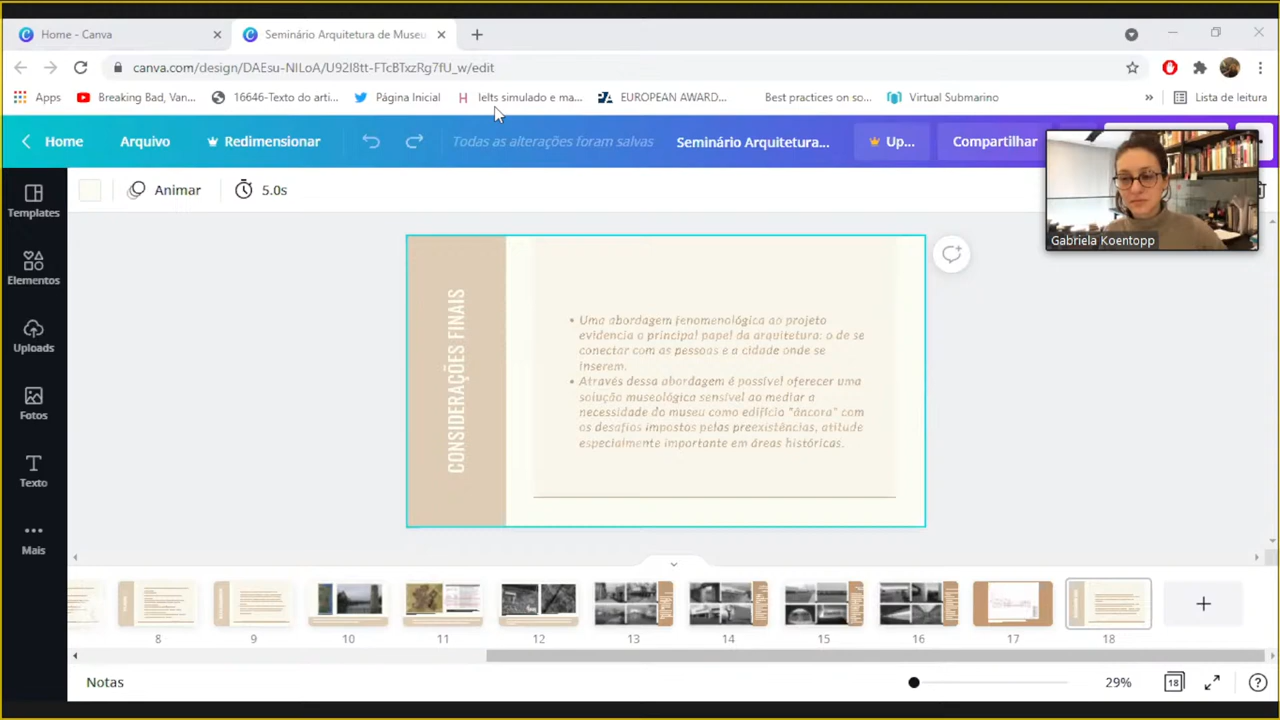 Home - Canva
Seminário Arquitetura de Museu
canva.com/design/DAEsu-NILoA/U92I8tt-FTcBTxzRg7fU_w/edit
Apps
Breaking Bad, Van...
16646-Texto do arti...
Página Inicial
H
Ielts simulado e ma...
EUROPEAN AWARD...
Best practices on so...
Virtual Submarino
»
Lista de leitura
Home
Arquivo
Redimensionar
Todas as alterações foram salvas
Seminário Arquitetura...
Up...
Compartilhar
Animar
5.0s
Gabriela Koentopp
Templates
Elementos
Uploads
Fotos
Texto
Mais
CONSIDERAÇÕES FINAIS
• Uma abordagem fenomenológica ao projeto
evidencia o principal papel da arquitetura: o de se
conectar com as pessoas e a cidade onde se
inserem.
• Através dessa abordagem é possível oferecer uma
solução museológica sensível ao mediar a
necessidade do museu como edifício "âncora" com
os desafios impostos pelas preexistências, atitude
especialmente importante em áreas históricas.
8
9
10
11
12
13
14
15
16
17
18
Notas
29%
18